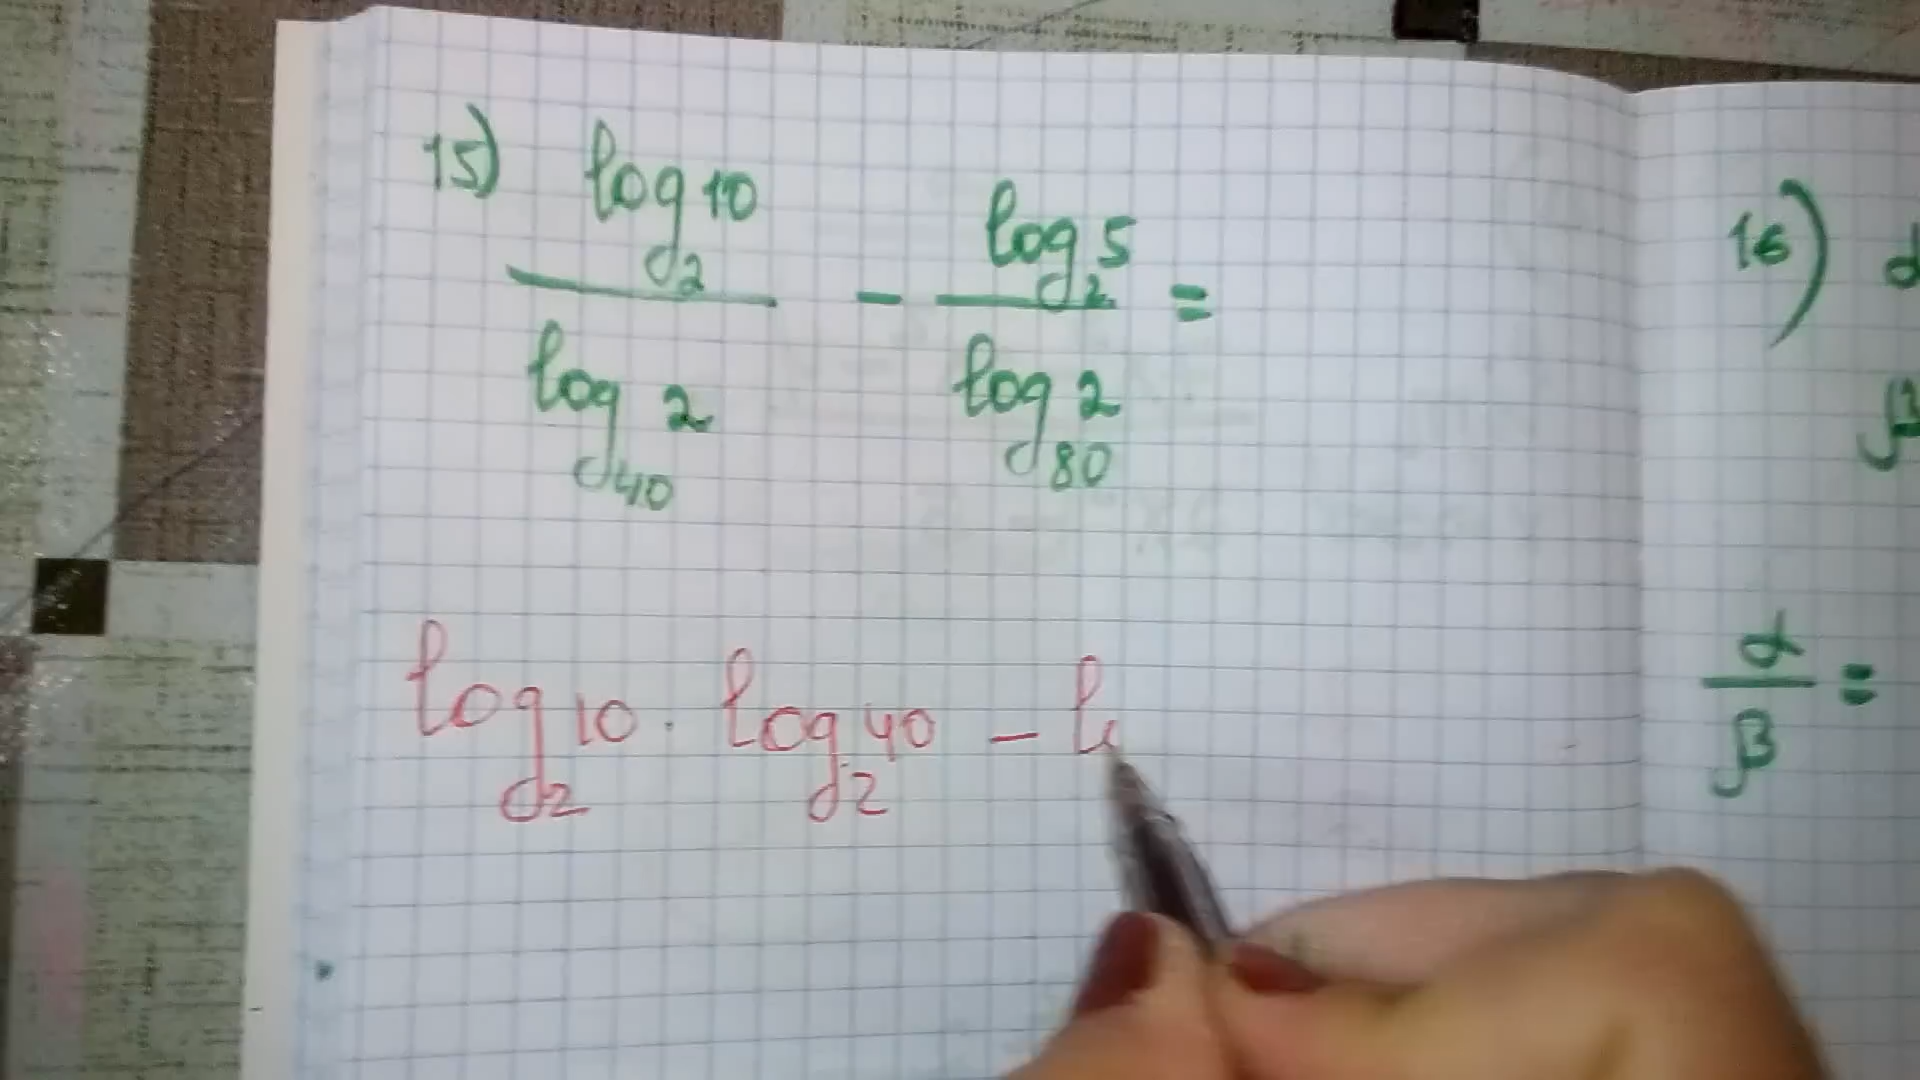 15) log₂10 / log₄₀2 - log₂5 / log₈₀2 =
log₂10 · log₂40 - l
16) α
β
α / β =